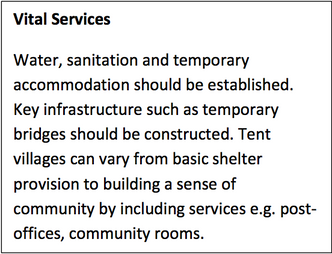 Vital Services
Water, sanitation and temporary
accommodation should be established.
Key infrastructure such as temporary
bridges should be constructed. Tent
villages can vary from basic shelter
provision to building a sense of
community by including services e.g. post-
offices, community rooms.